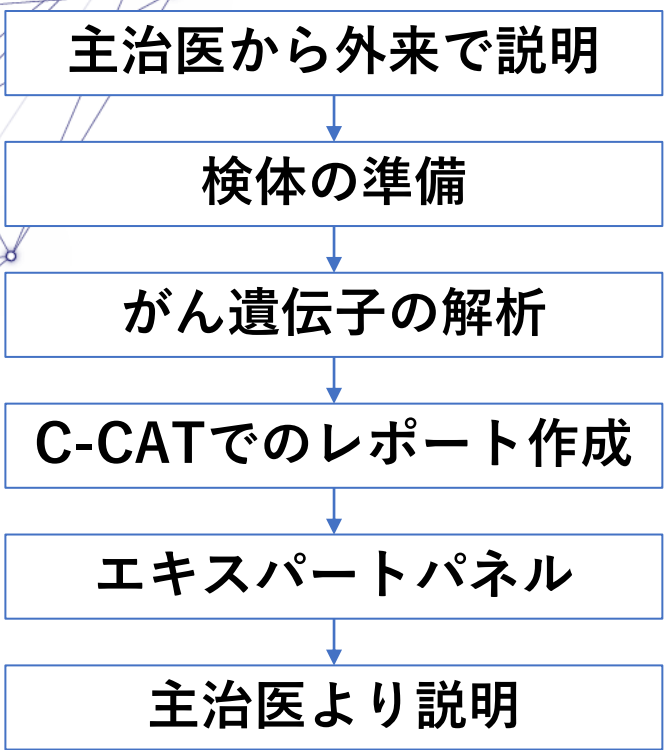 主治医から外来で説明
検体の準備
がん遺伝子の解析
C-CATでのレポート作成
エキスパートパネル
主治医より説明